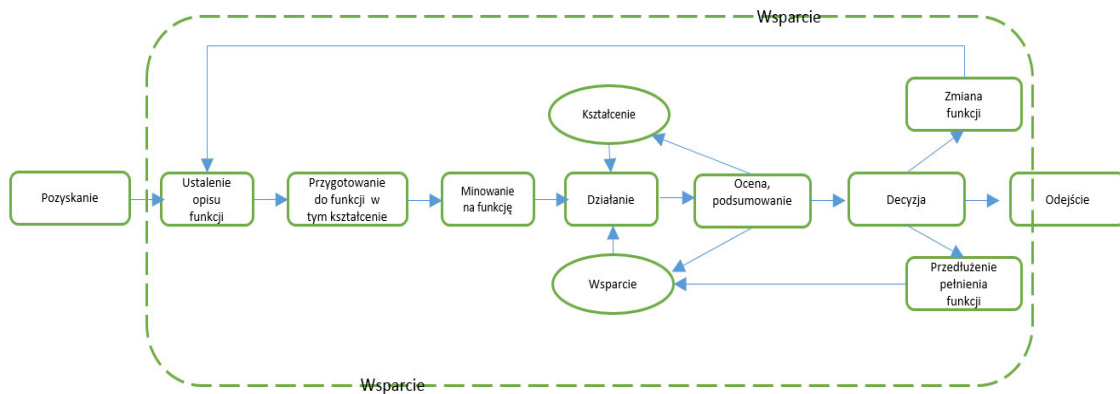 Wsparcie
Zmiana
funkcji
Kształcenie
Pozyskanie
Ustalenie
opisu
funkcji
Przygotowanie
do funkcji w
tym kształcenie
Minowanie
na funkcję
Działanie
Ocena,
podsumowanie
Decyzja
Odejście
Wsparcie
Przedłużenie
pełnienia
funkcji
Wsparcie